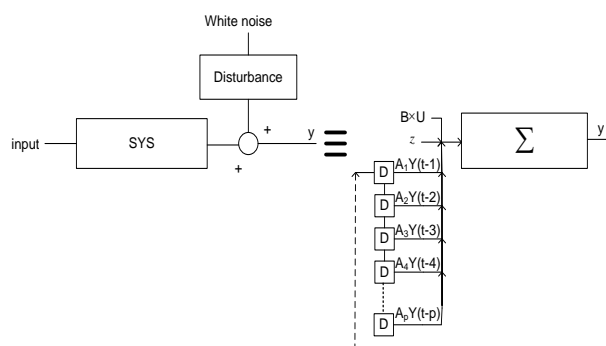 White noise
Disturbance
input
SYS
+
+
y
≡
B×U
z
Σ
y
D A₁Y(t-1)
D A₂Y(t-2)
D A₃Y(t-3)
D A₄Y(t-4)
D AₚY(t-p)